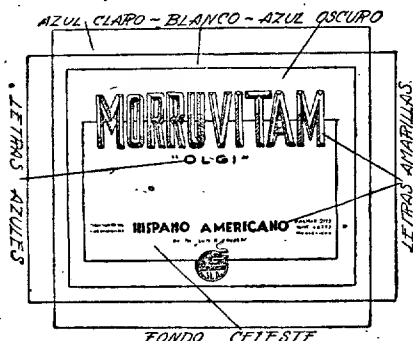 AZUL CLARO - BLANCO - AZUL OSCURO
LETRAS AZULES
MORRUVITAM
"OLGI"
LETRAS AMARILLAS
HISPANO AMERICANO
FONDO CELESTE